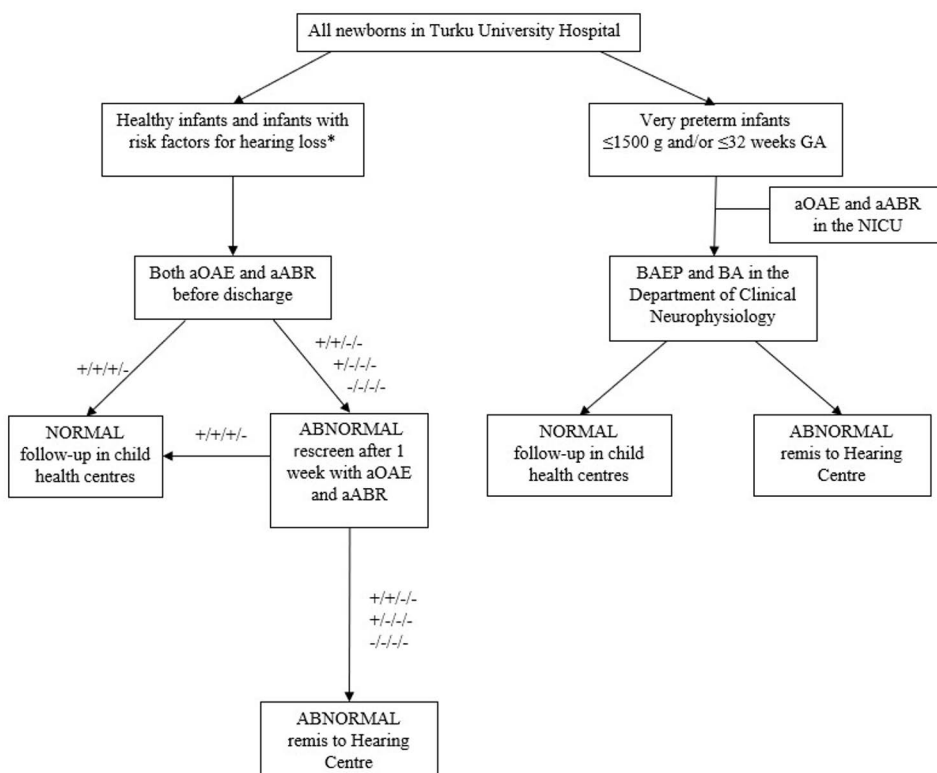 All newborns in Turku University Hospital
Healthy infants and infants with
risk factors for hearing loss*
Very preterm infants
≤1500 g and/or ≤32 weeks GA
aOAE and aABR
in the NICU
Both aOAE and aABR
before discharge
BAEP and BA in the
Department of Clinical
Neurophysiology
+/+/+/-
+/+/-/-
+/-/-/-
-/-/-/-
NORMAL
follow-up in child
health centres
+/+/+/-
ABNORMAL
rescreen after 1
week with aOAE
and aABR
NORMAL
follow-up in child
health centres
ABNORMAL
remis to Hearing
Centre
+/+/-/-
+/-/-/-
-/-/-/-
ABNORMAL
remis to Hearing
Centre